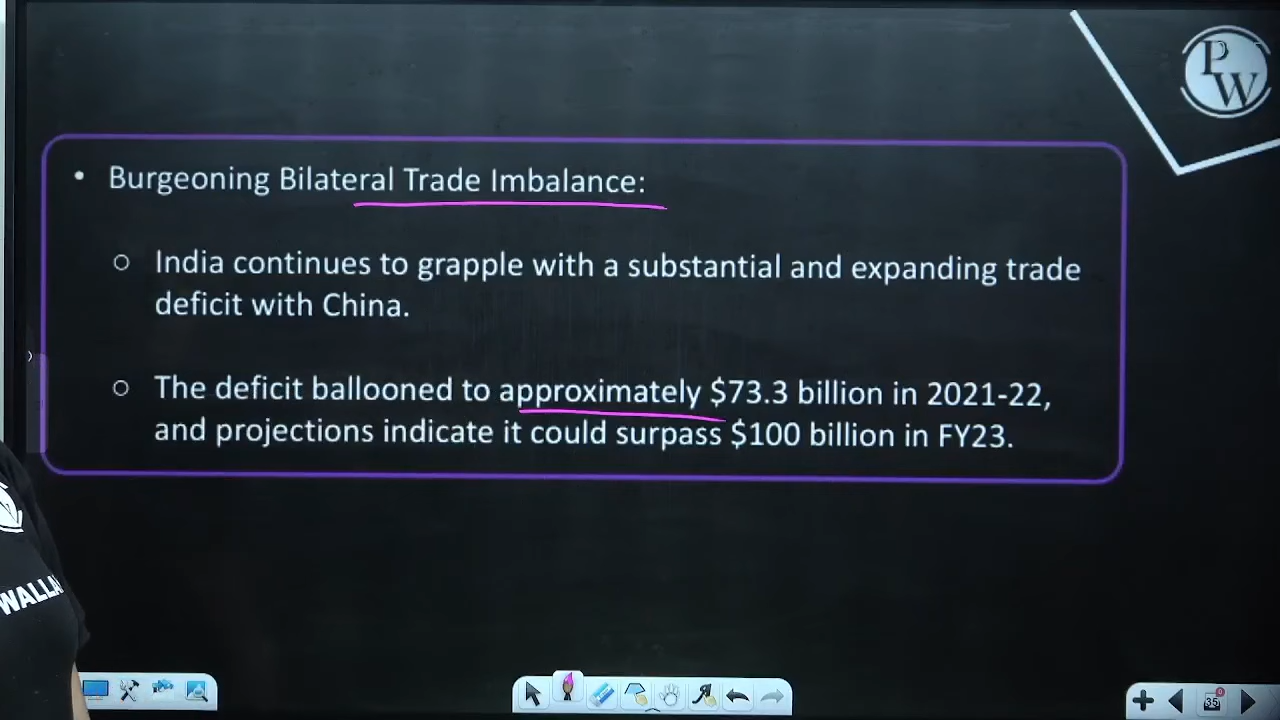 PW
• Burgeoning Bilateral Trade Imbalance:
○ India continues to grapple with a substantial and expanding trade
deficit with China.
○ The deficit ballooned to approximately $73.3 billion in 2021-22,
and projections indicate it could surpass $100 billion in FY23.
WALLA
35